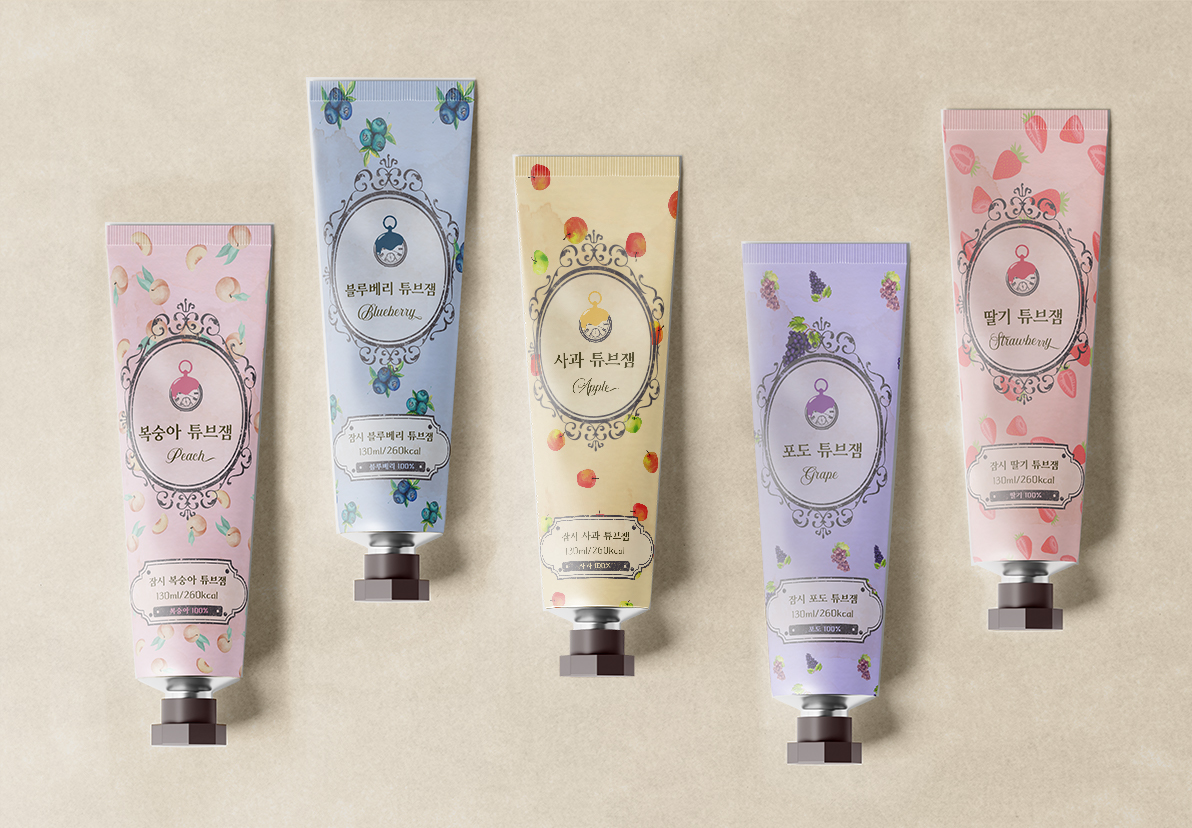 복숭아 튜브잼
Peach
잠시 복숭아 튜브잼
130ml/260kcal
복숭아 100%
블루베리 튜브잼
Blueberry
잠시 블루베리 튜브잼
130ml/260kcal
블루베리 100%
사과 튜브잼
Apple
잠시 사과 튜브잼
130ml/260kcal
사과 100%
포도 튜브잼
Grape
잠시 포도 튜브잼
130ml/260kcal
포도 100%
딸기 튜브잼
Strawberry
잠시 딸기 튜브잼
130ml/260kcal
딸기 100%